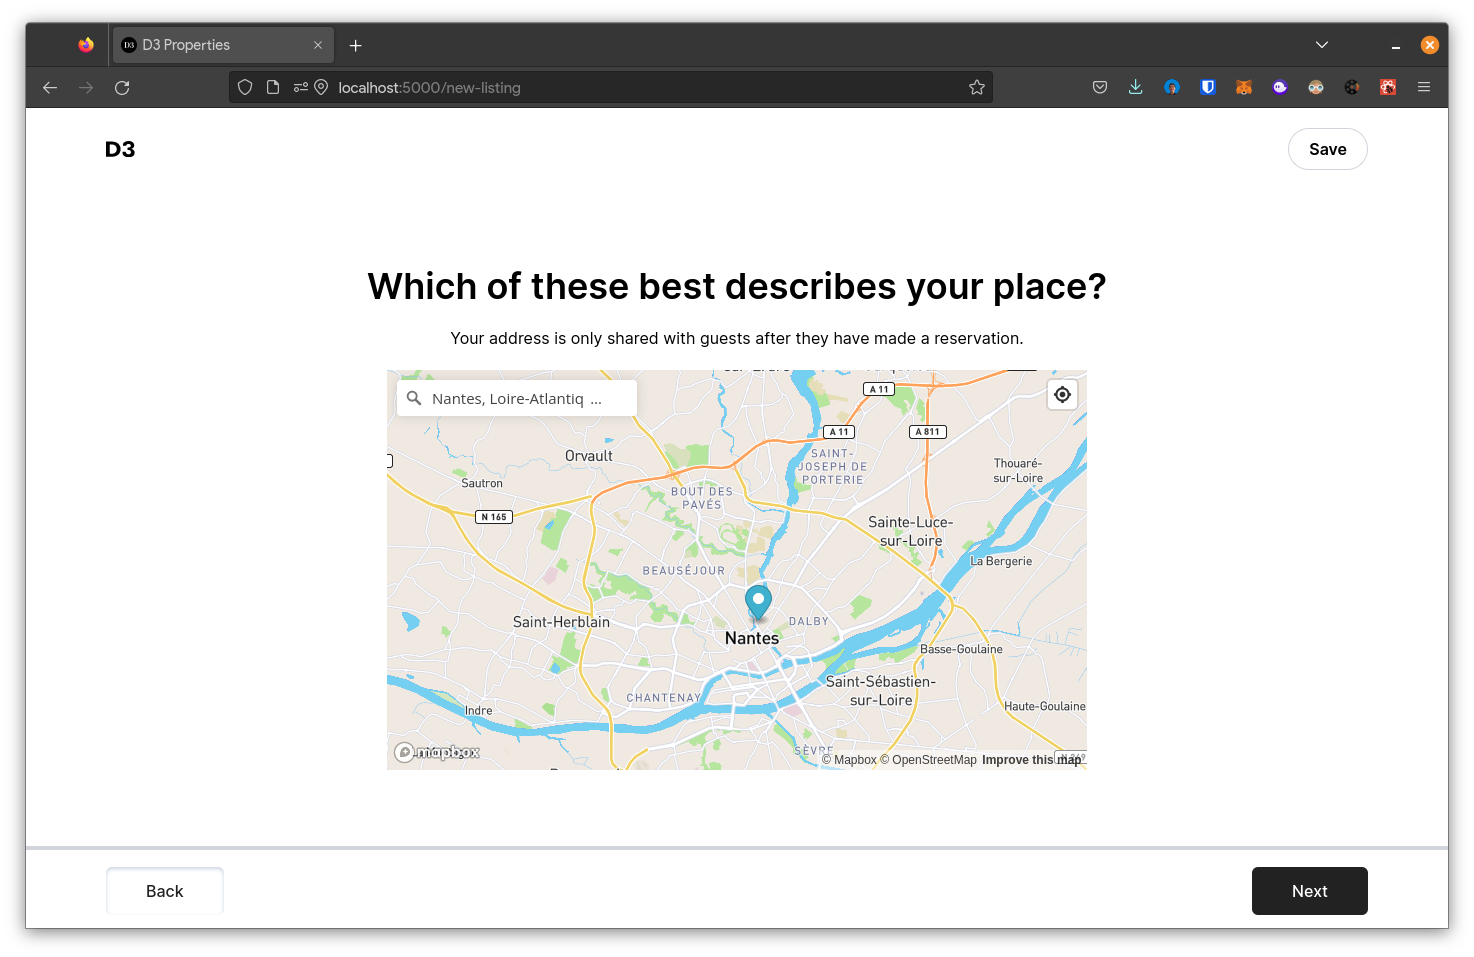 D3 Properties
localhost:5000/new-listing
D3
Save
Which of these best describes your place?
Your address is only shared with guests after they have made a reservation.
Nantes, Loire-Atlantiq ...
A 11
A 11
A 811
Orvault
SAINT-
JOSEPH DE
PORTERIE
Thouaré-
sur-Loire
Sautron
BOUT DES
PAVÉS
N 165
Sainte-Luce-
sur-Loire
La Bergerie
BEAUSÉJOUR
Saint-Herblain
DALBY
Nantes
Basse-Goulaine
Saint-Sébastien-
sur-Loire
CHANTENAY
Indre
Haute-Goulaine
SÈVRE
mapbox
© Mapbox © OpenStreetMap Improve this map
Back
Next